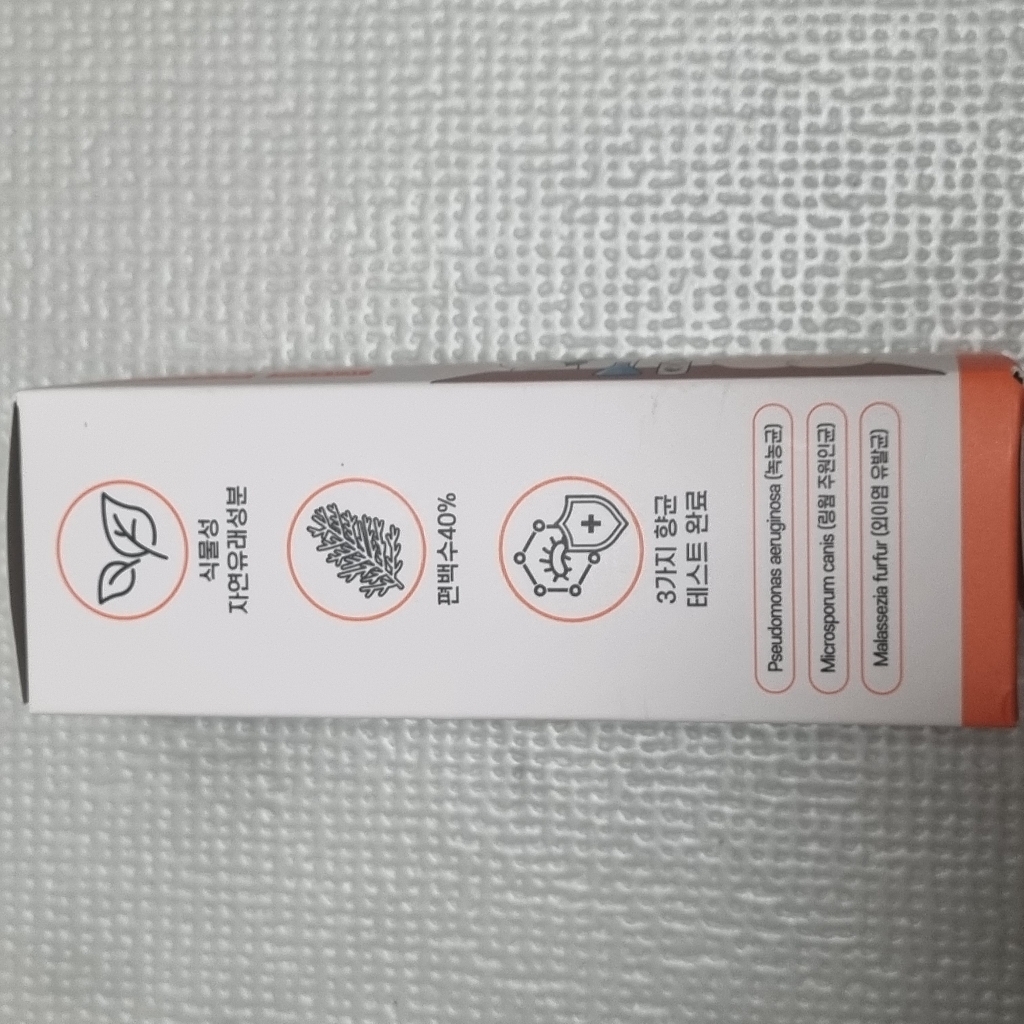 식물성
자연유래성분
편백수40%
3가지 향균
테스트 완료
Pseudomonas aeruginosa (녹농균)
Microsporum canis (링웜 주원인균)
Malassezia furfur (외이염 유발균)